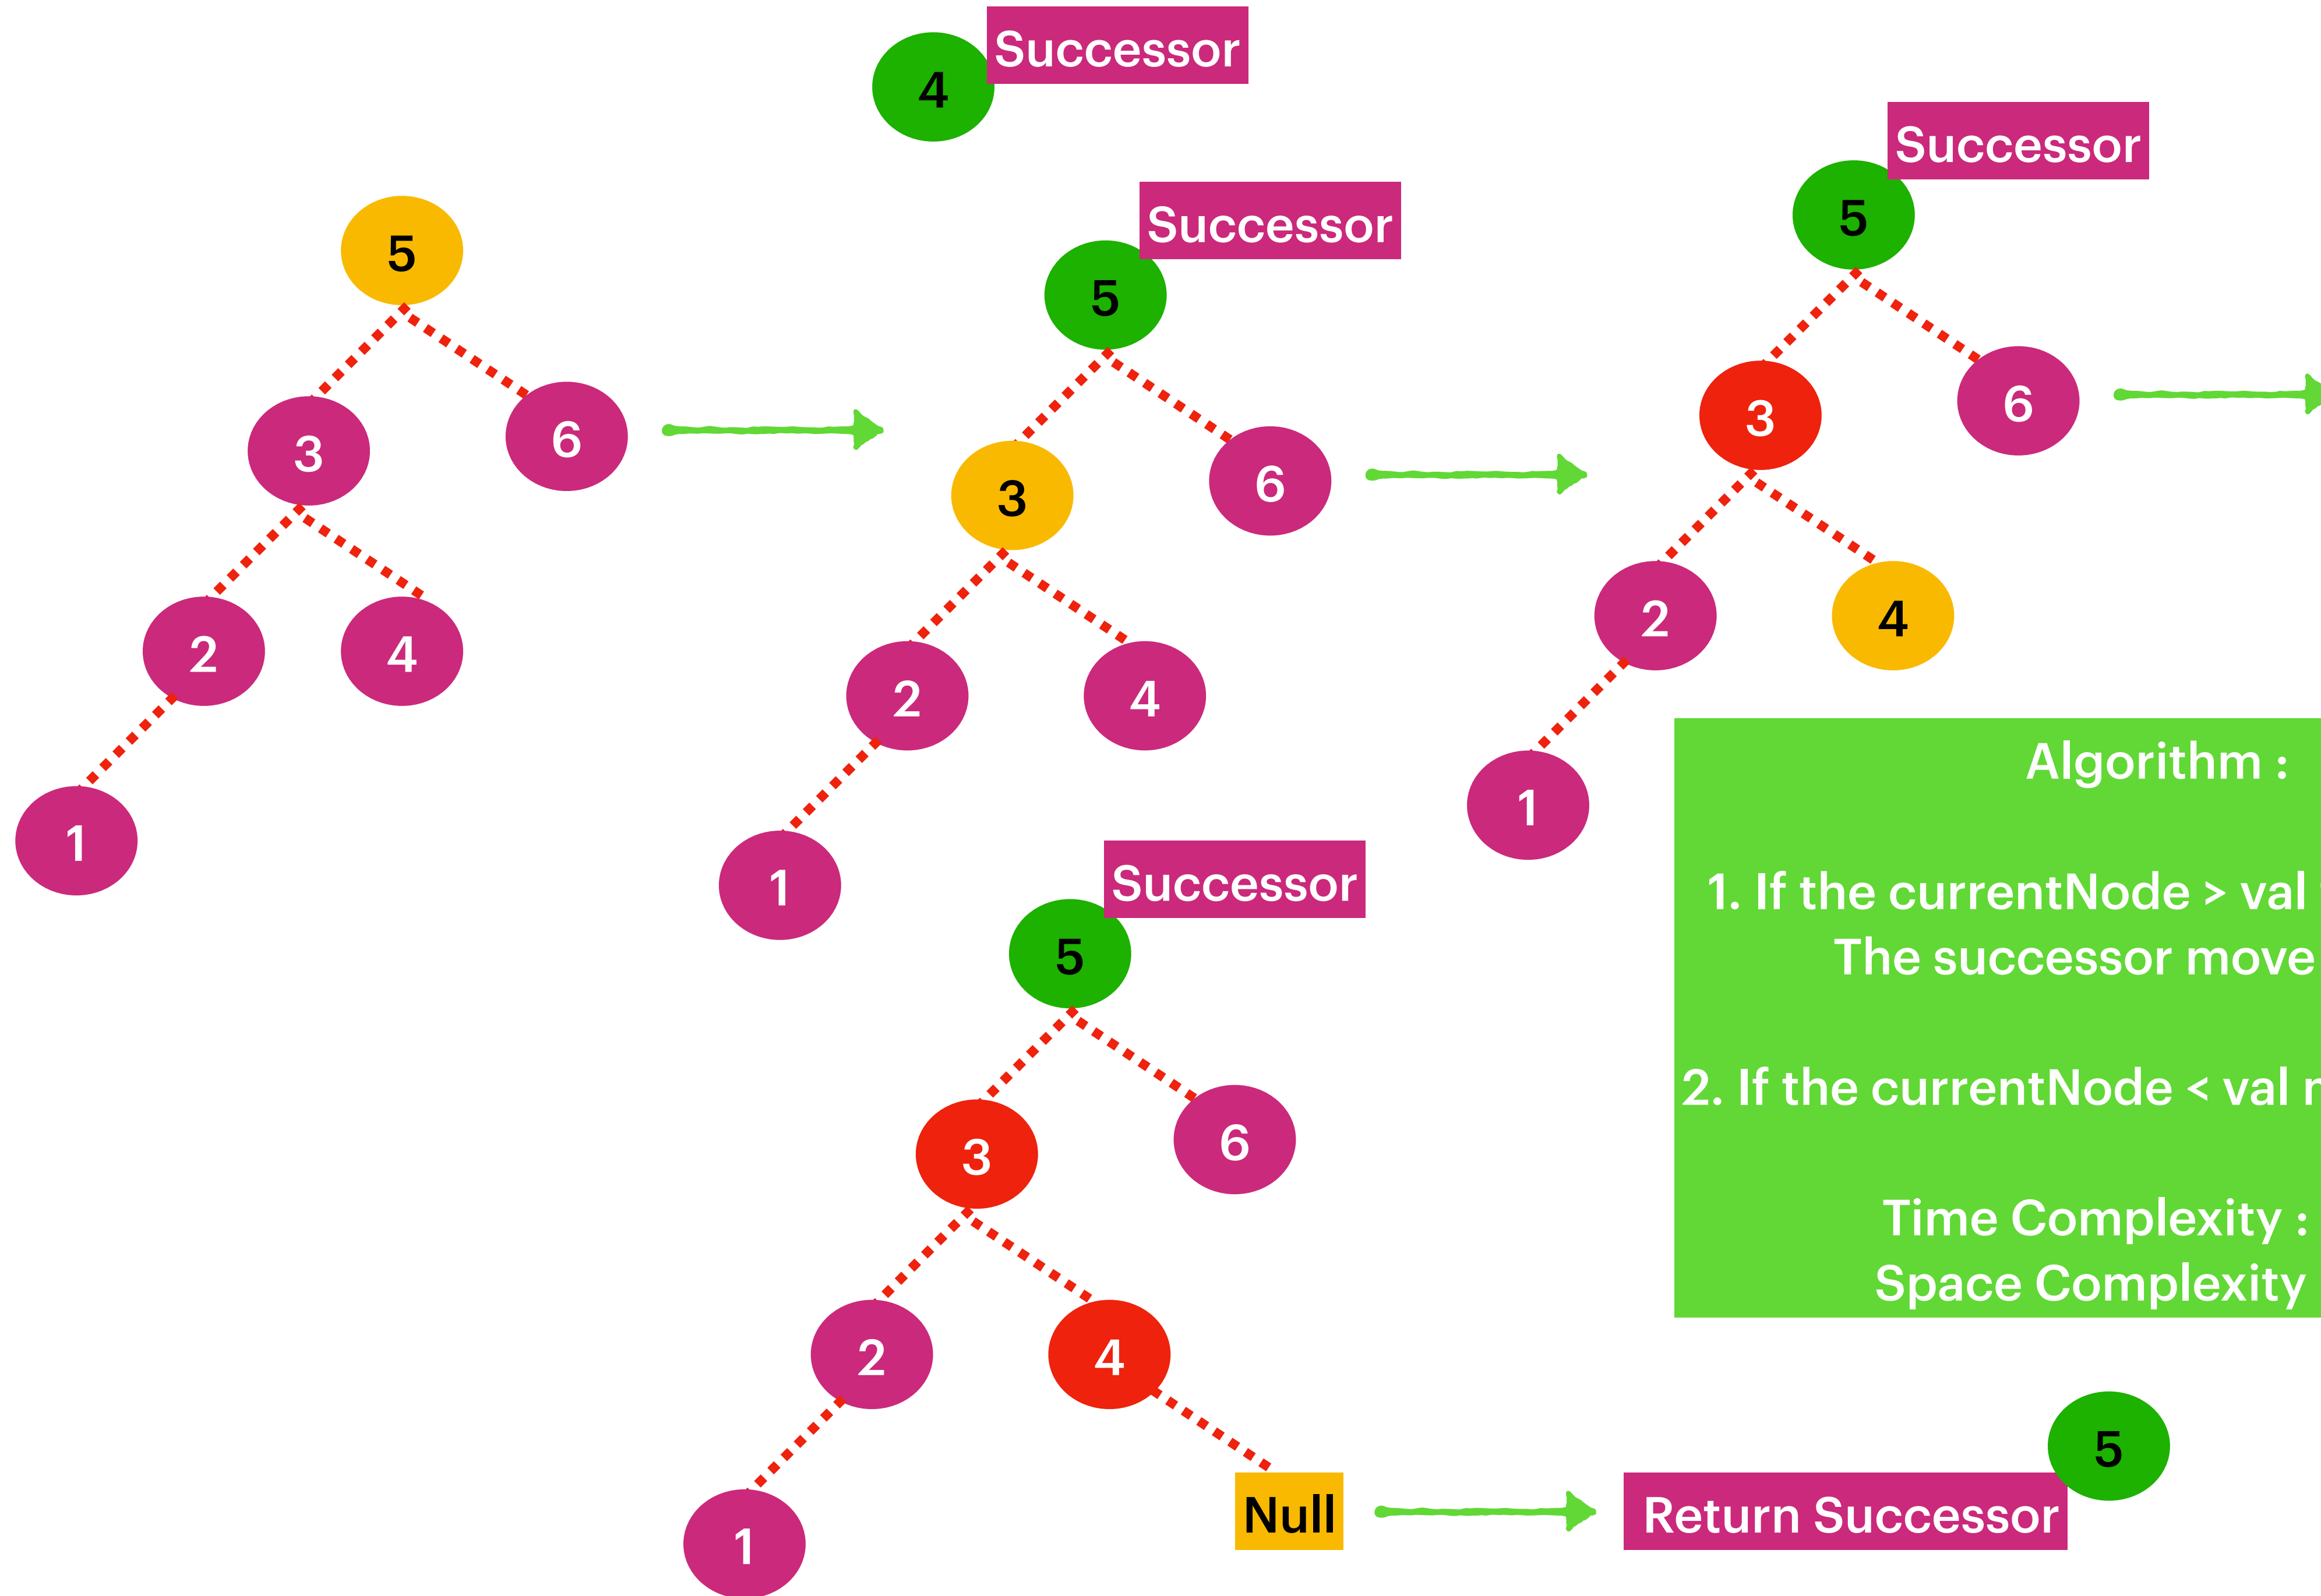 4
Successor
5
3
6
2
4
1
Successor
5
3
6
2
4
1
Successor
5
3
6
2
4
1
Algorithm :
1. If the currentNode > val
The successor move
2. If the currentNode < val
Time Complexity :
Space Complexity
Successor
5
3
6
2
4
1
Null
Return Successor
5